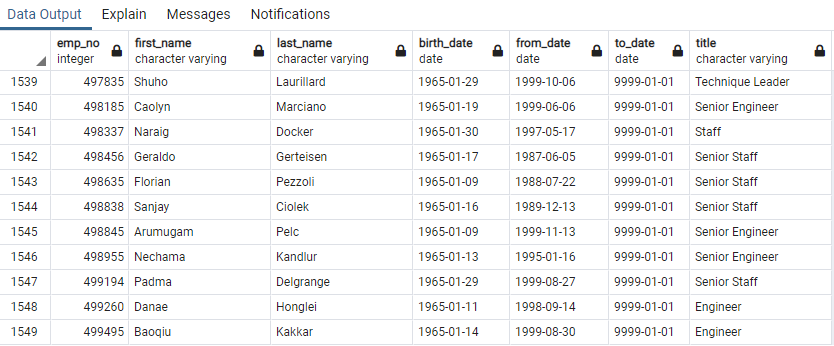 Data Output Explain Messages Notifications
emp_no first_name last_name birth_date from_date to_date title
integer character varying character varying date date date character varying
1539 497835 Shuho Laurillard 1965-01-29 1999-10-06 9999-01-01 Technique Leader
1540 498185 Caolyn Marciano 1965-01-19 1999-06-06 9999-01-01 Senior Engineer
1541 498337 Naraig Docker 1965-01-30 1997-05-17 9999-01-01 Staff
1542 498456 Geraldo Gerteisen 1965-01-17 1987-06-05 9999-01-01 Senior Staff
1543 498635 Florian Pezzoli 1965-01-09 1988-07-22 9999-01-01 Senior Staff
1544 498838 Sanjay Ciolek 1965-01-16 1989-12-13 9999-01-01 Senior Staff
1545 498845 Arumugam Pelc 1965-01-09 1999-11-13 9999-01-01 Senior Engineer
1546 498955 Nechama Kandlur 1965-01-13 1995-01-16 9999-01-01 Senior Engineer
1547 499194 Padma Delgrange 1965-01-29 1999-08-27 9999-01-01 Senior Staff
1548 499260 Danae Honglei 1965-01-11 1998-09-14 9999-01-01 Engineer
1549 499495 Baoqiu Kakkar 1965-01-14 1999-08-30 9999-01-01 Engineer